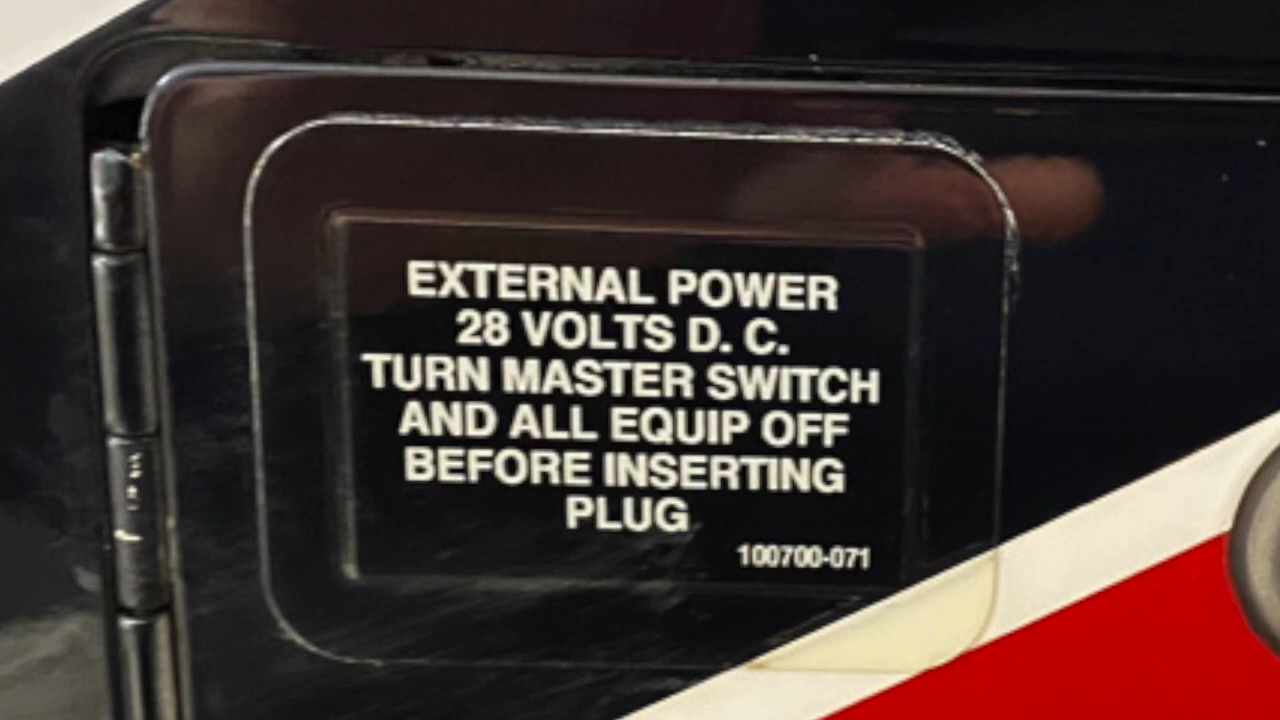 EXTERNAL POWER
28 VOLTS D. C.
TURN MASTER SWITCH
AND ALL EQUIP OFF
BEFORE INSERTING
PLUG
100700-071